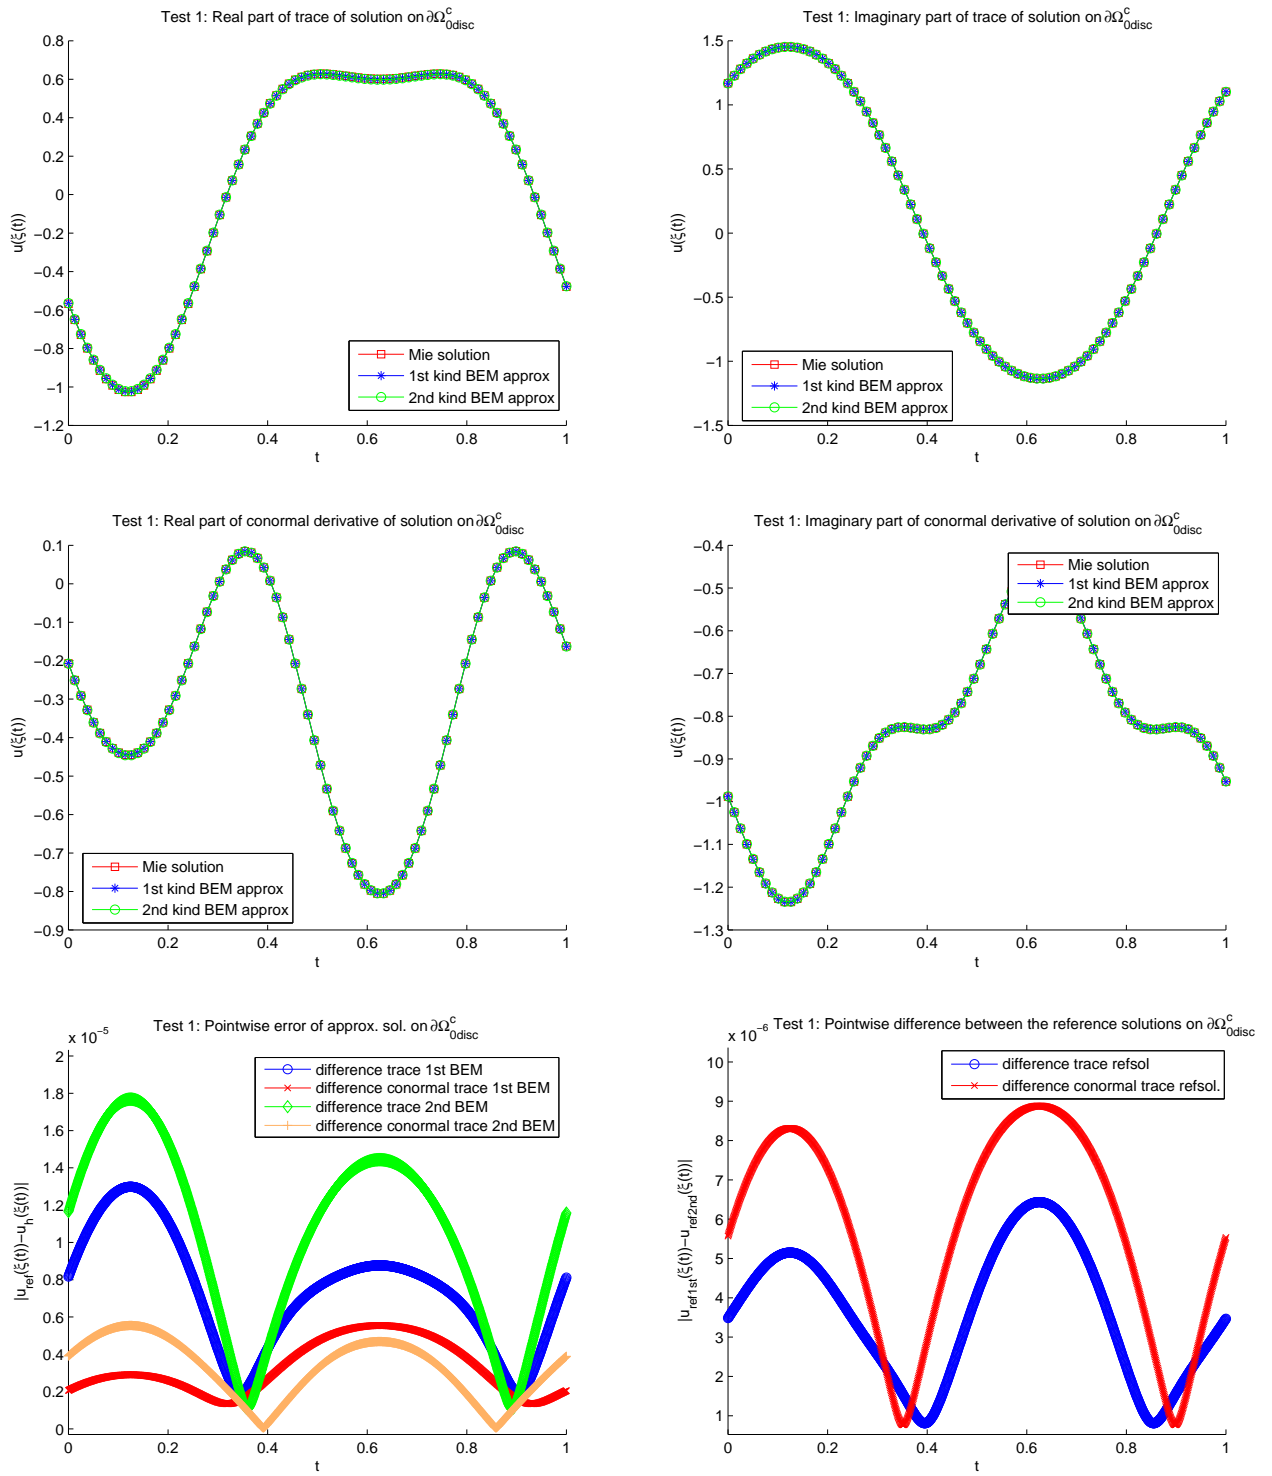 Test 1: Real part of trace of solution on ∂Ω^c_0disc
0.8
0.6
0.4
0.2
0
−0.2
−0.4
−0.6
−0.8
−1
−1.2
u(ξ(t))
Mie solution
1st kind BEM approx
2nd kind BEM approx
0 0.2 0.4 0.6 0.8 1
t
Test 1: Imaginary part of trace of solution on ∂Ω^c_0disc
1.5
1
0.5
0
−0.5
−1
−1.5
u(ξ(t))
Mie solution
1st kind BEM approx
2nd kind BEM approx
0 0.2 0.4 0.6 0.8 1
t
Test 1: Real part of conormal derivative of solution on ∂Ω^c_0disc
0.1
0
−0.1
−0.2
−0.3
−0.4
−0.5
−0.6
−0.7
−0.8
−0.9
u(ξ(t))
Mie solution
1st kind BEM approx
2nd kind BEM approx
0 0.2 0.4 0.6 0.8 1
t
Test 1: Imaginary part of conormal derivative of solution on ∂Ω^c_0disc
−0.4
−0.5
−0.6
−0.7
−0.8
−0.9
−1
−1.1
−1.2
−1.3
u(ξ(t))
Mie solution
1st kind BEM approx
2nd kind BEM approx
0 0.2 0.4 0.6 0.8 1
t
Test 1: Pointwise error of approx. sol. on ∂Ω^c_0disc
x 10^−5
2
1.8
1.6
1.4
1.2
1
0.8
0.6
0.4
0.2
0
|u_ref(ξ(t))−u_h(ξ(t))|
difference trace 1st BEM
difference conormal trace 1st BEM
difference trace 2nd BEM
difference conormal trace 2nd BEM
0 0.2 0.4 0.6 0.8 1
t
x 10^−6
Test 1: Pointwise difference between the reference solutions on ∂Ω^c_0disc
10
9
8
7
6
5
4
3
2
1
|u_ref1st(ξ(t))−u_ref2nd(ξ(t))|
difference trace refsol
difference conormal trace refsol.
0 0.2 0.4 0.6 0.8 1
t